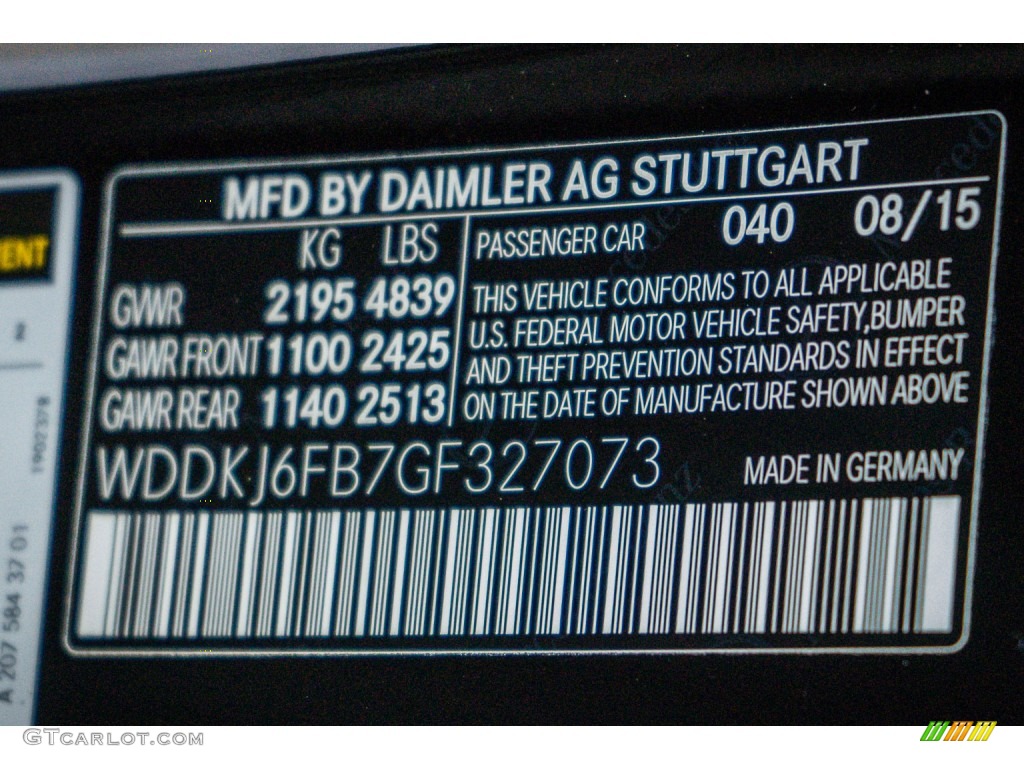 MFD BY DAIMLER AG STUTTGART
KG LBS
GVWR 2195 4839
GAWR FRONT 1100 2425
GAWR REAR 1140 2513
PASSENGER CAR 040 08/15
THIS VEHICLE CONFORMS TO ALL APPLICABLE
U.S. FEDERAL MOTOR VEHICLE SAFETY, BUMPER
AND THEFT PREVENTION STANDARDS IN EFFECT
ON THE DATE OF MANUFACTURE SHOWN ABOVE
WDDKJ6FB7GF327073
MADE IN GERMANY
A 207 584 37 01
1902378
GTCARLOT.COM